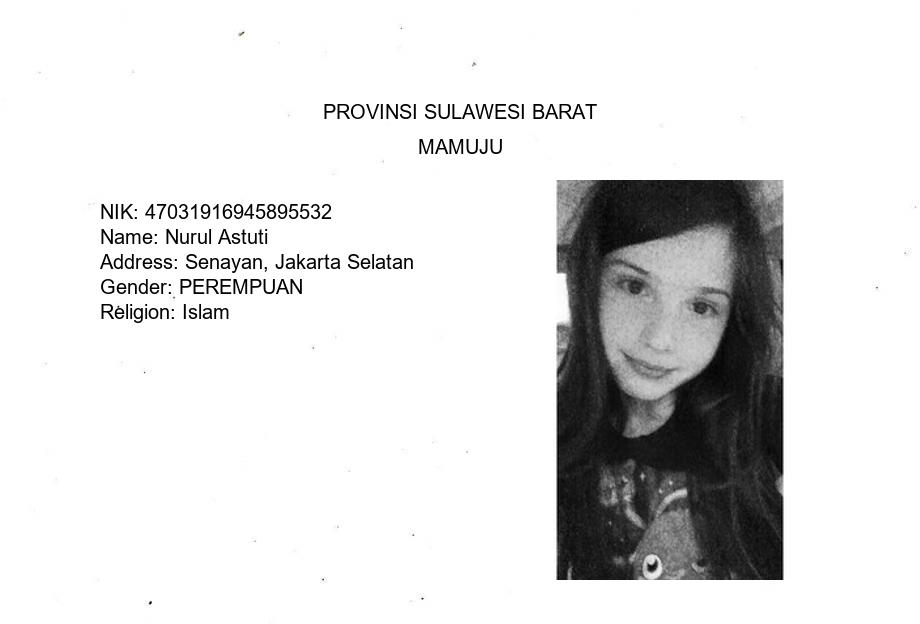 PROVINSI SULAWESI BARAT
MAMUJU
NIK: 47031916945895532
Name: Nurul Astuti
Address: Senayan, Jakarta Selatan
Gender: PEREMPUAN
Religion: Islam